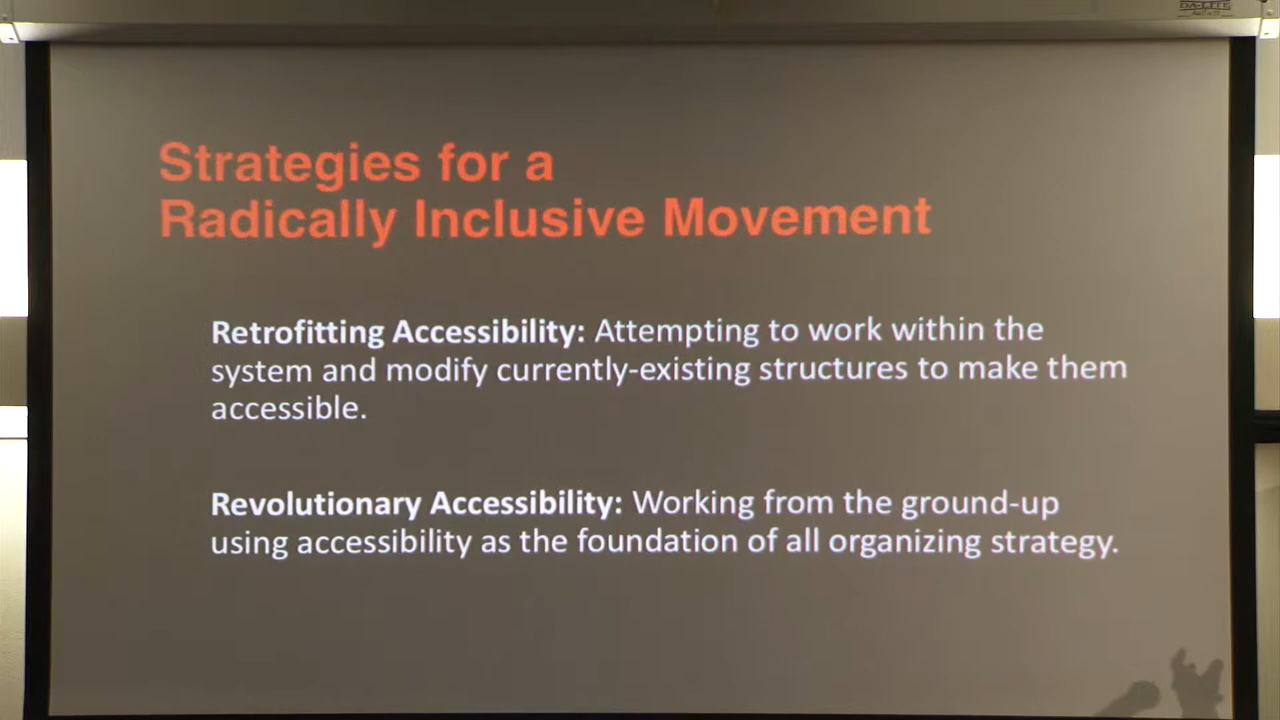 DA-LITE
Strategies for a
Radically Inclusive Movement
Retrofitting Accessibility: Attempting to work within the
system and modify currently-existing structures to make them
accessible.
Revolutionary Accessibility: Working from the ground-up
using accessibility as the foundation of all organizing strategy.